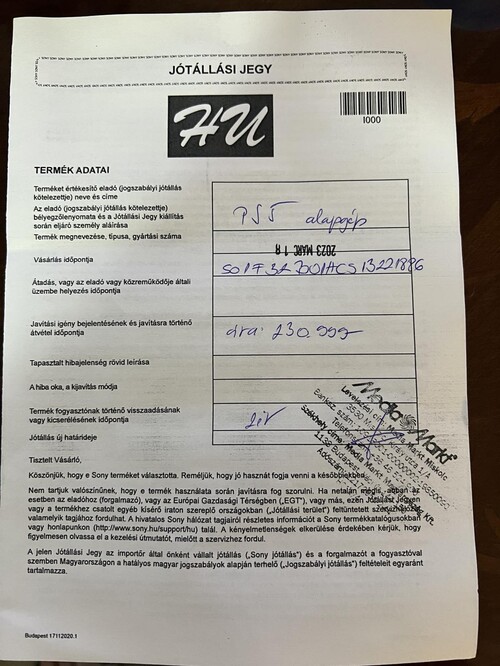 JÓTÁLLÁSI JEGY
HU
I000
TERMÉK ADATAI
Terméket értékesítő eladó (jogszabályi jótállás
kötelezettje) neve és címe
Az eladó (jogszabályi jótállás kötelezettje)
bélyegzőlenyomata és a Jótállási Jegy kiállítás
során eljáró személy aláírása
Termék megnevezése, típusa, gyártási száma
PS5 alapgép
Vásárlás időpontja
2023 MARC 1
Átadás, vagy az eladó vagy közreműködője általi
üzembe helyezés időpontja
Javítási igény bejelentésének és javításra történő
átvétel időpontja
ára: 230.999
Tapasztalt hibajelenség rövid leírása
A hiba oka, a kijavítás módja
Termék fogyasztónak történő visszaadásának
vagy kicserélésének időpontja
2év
Jótállás új határideje
Media Markt
Tisztelt Vásárló,
Köszönjük, hogy e Sony terméket választotta. Reméljük, hogy jó hasznát fogja venni a későbbiekben.
Nem tartjuk valószínűnek, hogy e termék használata során javításra fog szorulni. Ha netalán mégis, abban az
esetben az eladóhoz (forgalmazó), vagy az Európai Gazdasági Térségben („EGT”), vagy más, ezen Jótállási Jegyen
vagy a termékhez csatolt egyéb kísérő iraton szereplő országokban („Jótállási terület”) feltüntetett szervizhálózat
valamelyik tagjához fordulhat. A hivatalos Sony hálózat tagjairól részletes információt a Sony termékkatalógusokban
vagy honlapunkon (http://www.sony.hu/support/hu) talál. A kényelmetlenségek elkerülése érdekében kérjük, hogy
figyelmesen olvassa el a kezelési útmutatót, mielőtt a szervizhez fordul.
A jelen Jótállási Jegy az importőr által önként vállalt jótállás („Sony jótállás”) és a forgalmazót a fogyasztóval
szemben Magyarországon a hatályos magyar jogszabályok alapján terhelő („Jogszabályi jótállás”) feltételeit egyaránt
tartalmazza.
Budapest 17112020.1